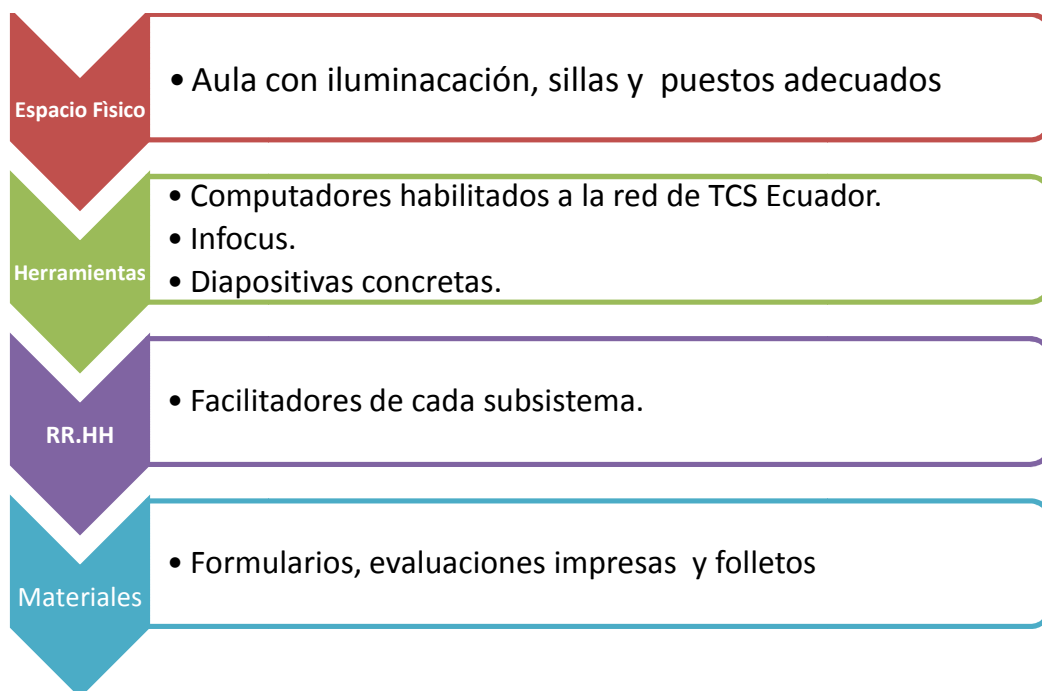 Espacio Fìsico
• Aula con iluminacación, sillas y puestos adecuados
Herramientas
• Computadores habilitados a la red de TCS Ecuador.
• Infocus.
• Diapositivas concretas.
RR.HH
• Facilitadores de cada subsistema.
Materiales
• Formularios, evaluaciones impresas y folletos